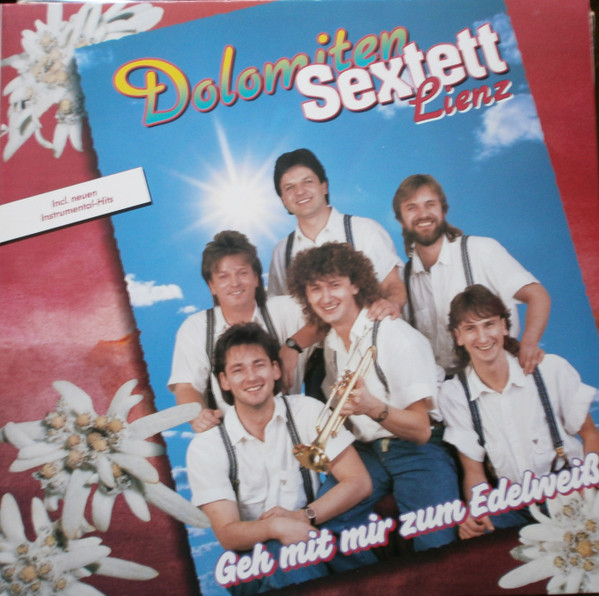 Dolomiten
Sextett
Lienz
Incl. neuen
Instrumental-Hits
Geh mit mir zum Edelweiß